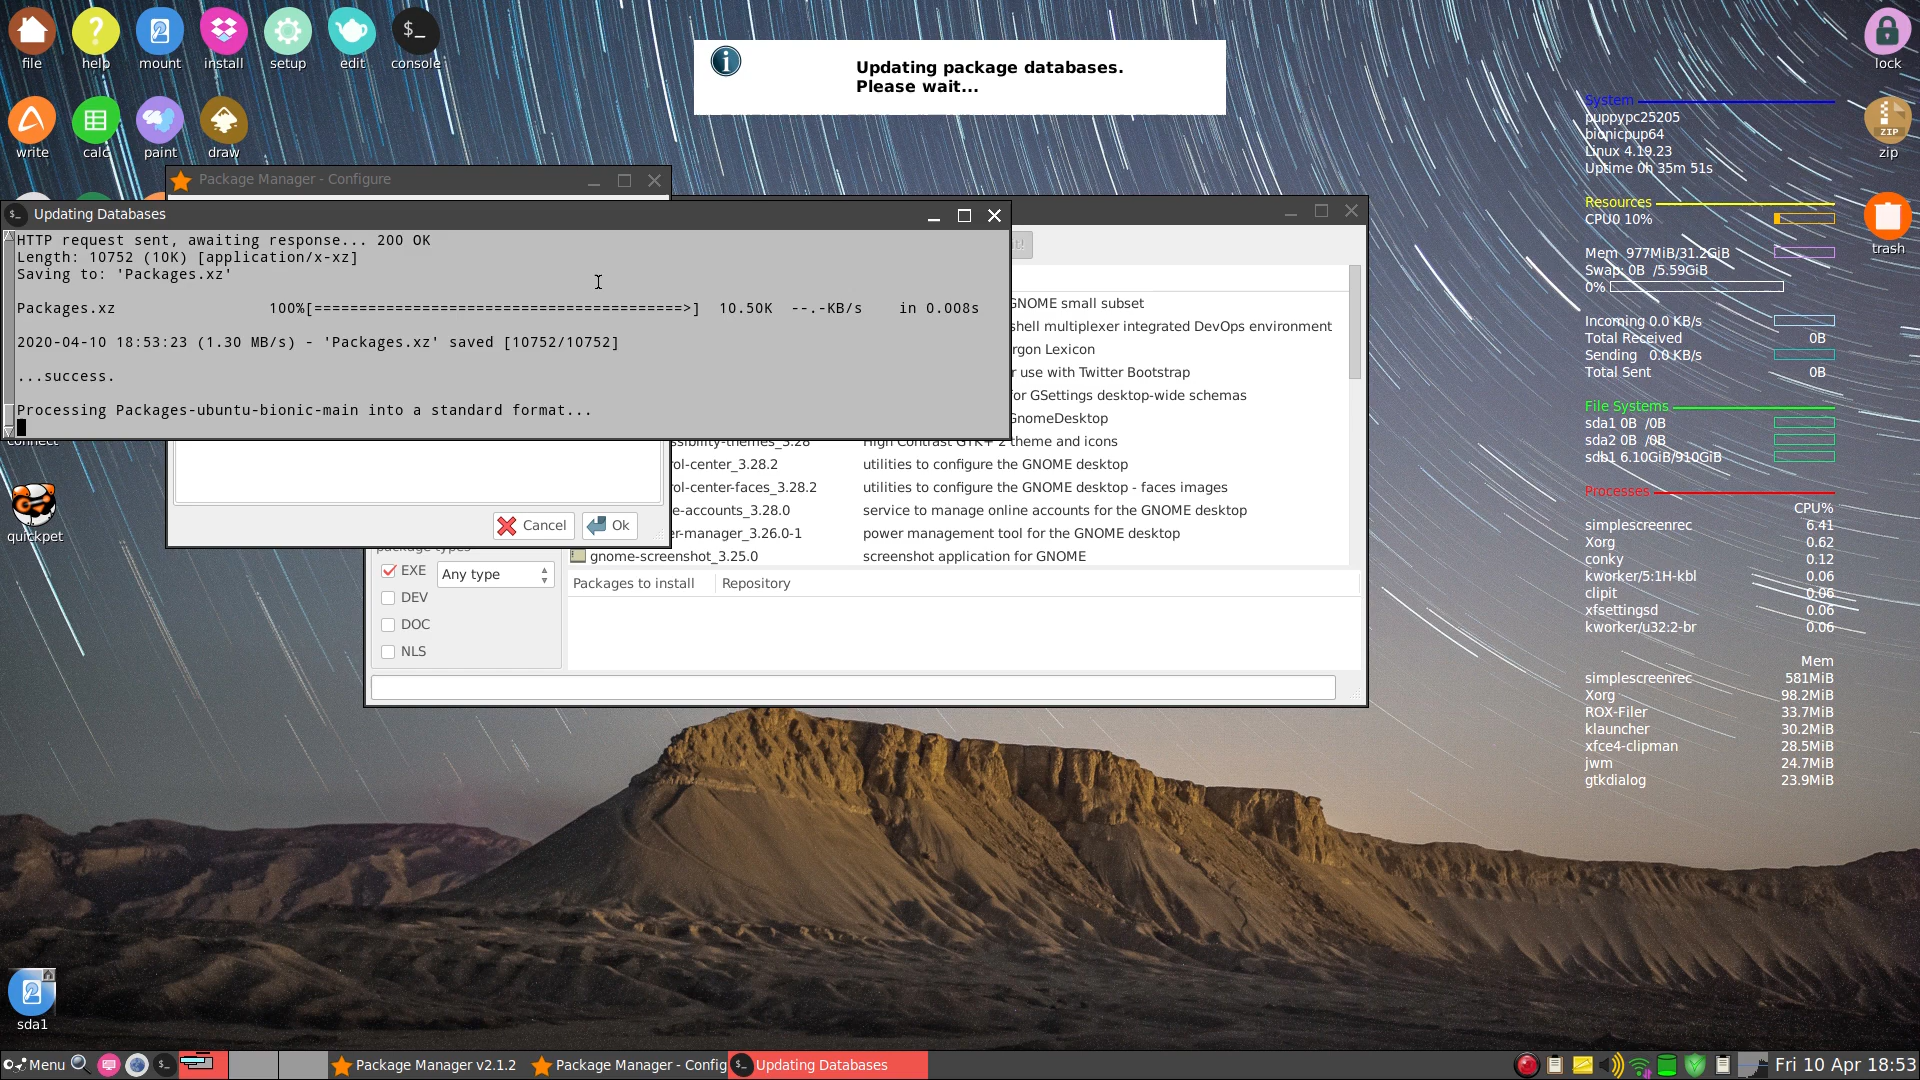 file
help
mount
install
setup
edit
console
write
calc
paint
draw
Updating package databases.
Please wait...
lock
zip
ZIP
trash
Package Manager - Configure
Updating Databases
HTTP request sent, awaiting response... 200 OK
Length: 10752 (10K) [application/x-xz]
Saving to: 'Packages.xz'
Packages.xz 100%[=========================================>] 10.50K --.-KB/s in 0.008s
2020-04-10 18:53:23 (1.30 MB/s) - 'Packages.xz' saved [10752/10752]
...success.
Processing Packages-ubuntu-bionic-main into a standard format...
GNOME small subset
shell multiplexer integrated DevOps environment
rgon Lexicon
r use with Twitter Bootstrap
for GSettings desktop-wide schemas
GnomeDesktop
ssibility-themes_3.28 High Contrast GTK+ 2 theme and icons
rol-center_3.28.2 utilities to configure the GNOME desktop
rol-center-faces_3.28.2 utilities to configure the GNOME desktop - faces images
e-accounts_3.28.0 service to manage online accounts for the GNOME desktop
er-manager_3.26.0-1 power management tool for the GNOME desktop
gnome-screenshot_3.25.0 screenshot application for GNOME
Cancel
Ok
package types
EXE
Any type
DEV
DOC
NLS
Packages to install
Repository
connect
quickpet
sda1
System
puppypc25205
bionicpup64
Linux 4.19.23
Uptime 0h 35m 51s
Resources
CPU0 10%
Mem 977MiB/31.2GiB
Swap: 0B /5.59GiB
0%
Incoming 0.0 KB/s
Total Received 0B
Sending 0.0 KB/s
Total Sent 0B
File Systems
sda1 0B /0B
sda2 0B /0B
sdb1 6.10GiB/910GiB
Processes
CPU%
simplescreenrec 6.41
Xorg 0.62
conky 0.12
kworker/5:1H-kbl 0.06
clipit 0.06
xfsettingsd 0.06
kworker/u32:2-br 0.06
Mem
simplescreenrec 581MiB
Xorg 98.2MiB
ROX-Filer 33.7MiB
klauncher 30.2MiB
xfce4-clipman 28.5MiB
jwm 24.7MiB
gtkdialog 23.9MiB
Menu
Package Manager v2.1.2
Package Manager - Config
Updating Databases
Fri 10 Apr 18:53